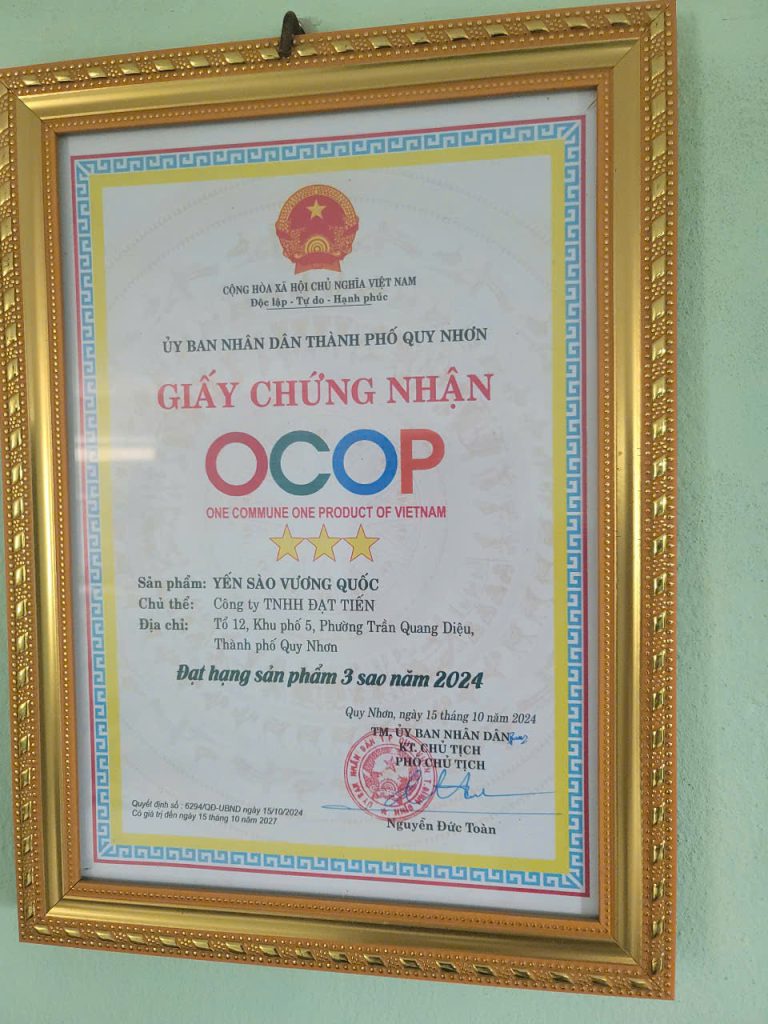 CỘNG HÒA XÃ HỘI CHỦ NGHĨA VIỆT NAM
Độc lập - Tự do - Hạnh phúc
ỦY BAN NHÂN DÂN THÀNH PHỐ QUY NHƠN
GIẤY CHỨNG NHẬN
OCOP
ONE COMMUNE ONE PRODUCT OF VIETNAM
Sản phẩm: YẾN SÀO VƯƠNG QUỐC
Chủ thể: Công ty TNHH ĐẠT TIẾN
Địa chỉ: Tổ 12, Khu phố 5, Phường Trần Quang Diệu,
Thành phố Quy Nhơn
Đạt hạng sản phẩm 3 sao năm 2024
Quy Nhơn, ngày 15 tháng 10 năm 2024
TM. ỦY BAN NHÂN DÂN
KT. CHỦ TỊCH
PHÓ CHỦ TỊCH
Quyết định số : 6294/QĐ-UBND ngày 15/10/2024
Có giá trị đến ngày 15 tháng 10 năm 2027
Nguyễn Đức Toàn